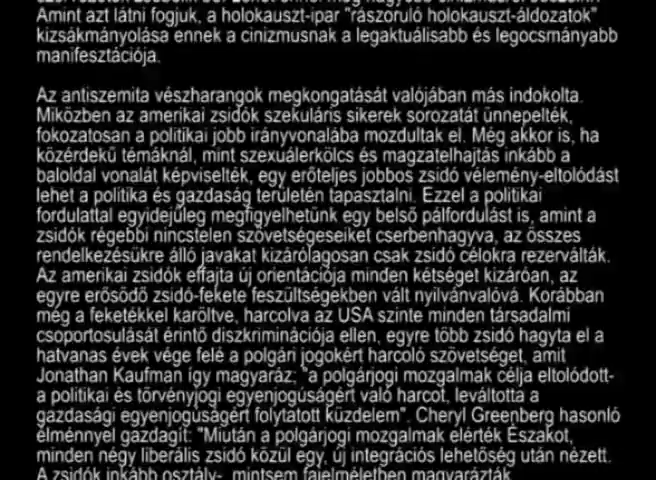 Amint azt látni fogjuk, a holokauszt-ipar "rászoruló holokauszt-áldozatok"
kizsákmányolása ennek a cinizmusnak a legaktuálisabb és legocsmányabb
manifesztációja.
Az antiszemita vészharangok megkongatását valójában más indokolta.
Miközben az amerikai zsidók szekuláris sikerek sorozatát ünnepelték,
fokozatosan a politikai jobb irányvonalába mozdultak el. Még akkor is, ha
közérdekű témáknál, mint szexuálerkölcs és magzatelhajtás inkább a
baloldal vonalát képviselték, egy erőteljes jobbos zsidó vélemény-eltolódást
lehet a politika és gazdaság területén tapasztalni. Ezzel a politikai
fordulattal egyidejűleg megfigyelhetünk egy belső pálfordulást is, amint a
zsidók régebbi nincstelen szövetségeseiket cserbenhagyva, az összes
rendelkezésükre álló javakat kizárólagosan csak zsidó célokra rezerválták.
Az amerikai zsidók effajta új orientációja minden kétséget kizáróan, az
egyre erősödő zsidó-fekete feszültségekben vált nyilvánvalóvá. Korábban
még a feketékkel karöltve, harcolva az USA szinte minden társadalmi
csoportosulását érintő diszkriminációja ellen, egyre több zsidó hagyta el a
hatvanas évek vége felé a polgári jogokért harcoló szövetséget, amit
Jonathan Kaufman így magyaráz; "a polgárjogi mozgalmak célja eltolódott-
a politikai és törvényjogi egyenjogúságért való harcot, leváltotta a
gazdasági egyenjogúságért folytatott küzdelem". Cheryl Greenberg hasonló
élménnyel gazdagít: "Miután a polgárjogi mozgalmak elérték Északot,
minden négy liberális zsidó közül egy, új integrációs lehetőség után nézett.
A zsidók inkább osztály-, mintsem fajelméletben magyarázták